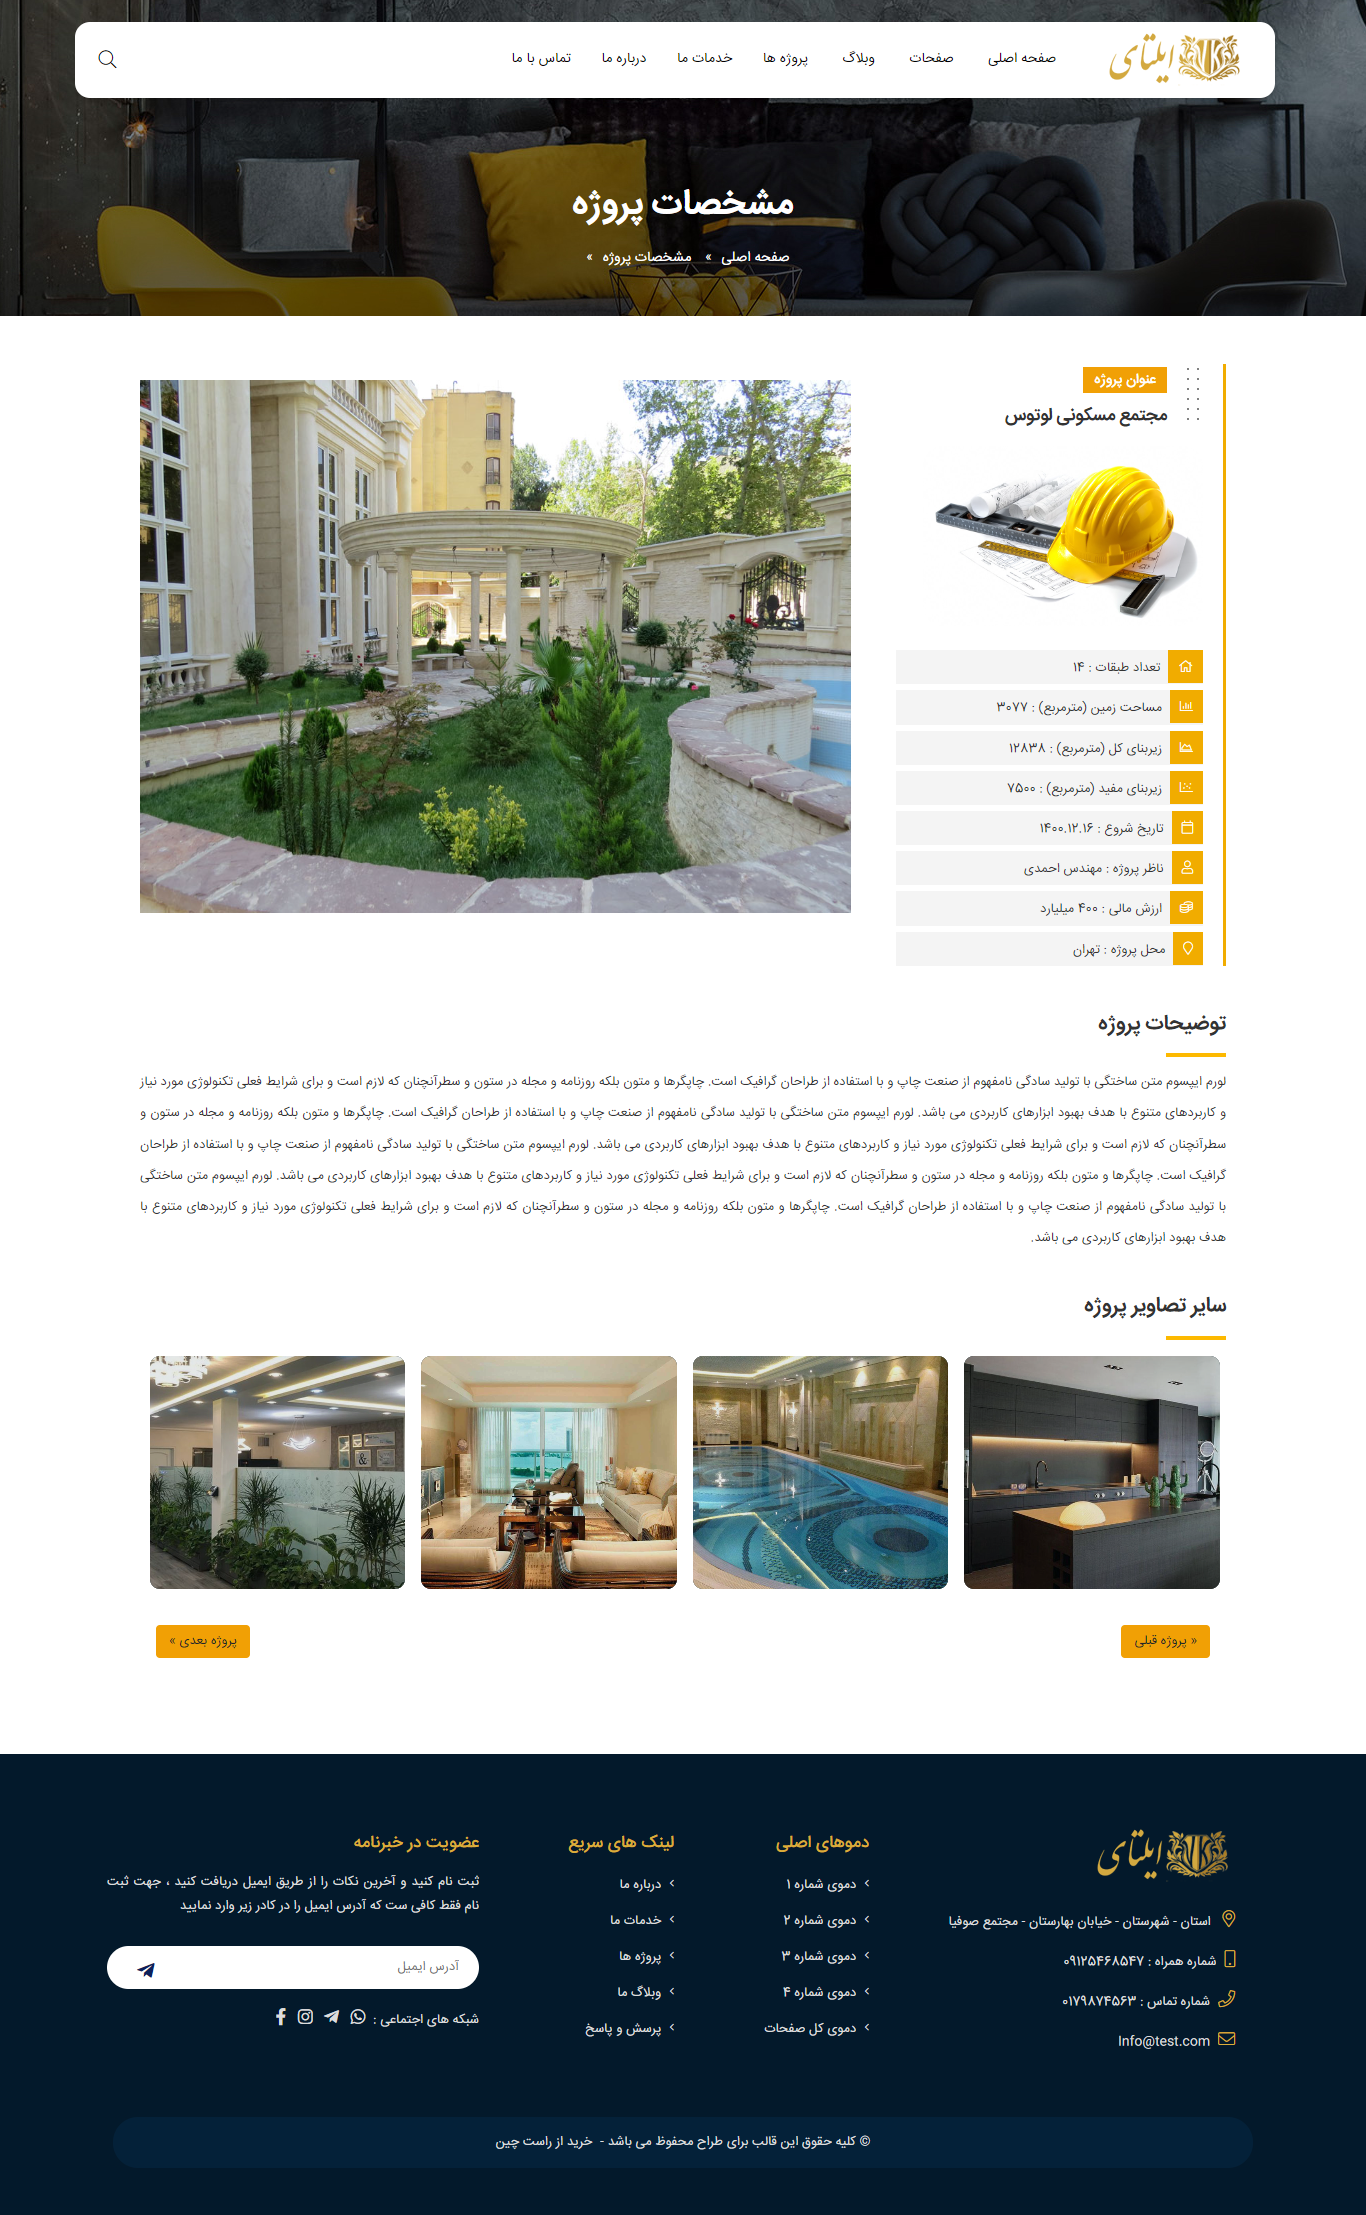 ایلتای
صفحه اصلی
صفحات
وبلاگ
پروژه ها
خدمات ما
درباره ما
تماس با ما
مشخصات پروژه
صفحه اصلی » مشخصات پروژه »
عنوان پروژه
مجتمع مسکونی لوتوس
تعداد طبقات : ۱۴
مساحت زمین (مترمربع) : ۳۰۷۷
زیربنای کل (مترمربع) : ۱۲۸۳۸
زیربنای مفید (مترمربع) : ۷۵۰۰
تاریخ شروع : ۱۴۰۰.۱۲.۱۶
ناظر پروژه : مهندس احمدی
ارزش مالی : ۴۰۰ میلیارد
محل پروژه : تهران
توضیحات پروژه
لورم ایپسوم متن ساختگی با تولید سادگی نامفهوم از صنعت چاپ و با استفاده از طراحان گرافیک است. چاپگرها و متون بلکه روزنامه و مجله در ستون و سطرآنچنان که لازم است و برای شرایط فعلی تکنولوژی مورد نیاز
و کاربردهای متنوع با هدف بهبود ابزارهای کاربردی می باشد. لورم ایپسوم متن ساختگی با تولید سادگی نامفهوم از صنعت چاپ و با استفاده از طراحان گرافیک است. چاپگرها و متون بلکه روزنامه و مجله در ستون و
سطرآنچنان که لازم است و برای شرایط فعلی تکنولوژی مورد نیاز و کاربردهای متنوع با هدف بهبود ابزارهای کاربردی می باشد. لورم ایپسوم متن ساختگی با تولید سادگی نامفهوم از صنعت چاپ و با استفاده از طراحان
گرافیک است. چاپگرها و متون بلکه روزنامه و مجله در ستون و سطرآنچنان که لازم است و برای شرایط فعلی تکنولوژی مورد نیاز و کاربردهای متنوع با هدف بهبود ابزارهای کاربردی می باشد. لورم ایپسوم متن ساختگی
با تولید سادگی نامفهوم از صنعت چاپ و با استفاده از طراحان گرافیک است. چاپگرها و متون بلکه روزنامه و مجله در ستون و سطرآنچنان که لازم است و برای شرایط فعلی تکنولوژی مورد نیاز و کاربردهای متنوع با
هدف بهبود ابزارهای کاربردی می باشد.
سایر تصاویر پروژه
« پروژه قبلی
پروژه بعدی »
ایلتای
استان - شهرستان - خیابان بهارستان - مجتمع صوفیا
شماره همراه : ۰۹۱۲۵۴۶۸۵۴۷
شماره تماس : ۰۱۷۹۸۷۴۵۶۳
Info@test.com
دموهای اصلی
دموی شماره ۱
دموی شماره ۲
دموی شماره ۳
دموی شماره ۴
دموی کل صفحات
لینک های سریع
درباره ما
خدمات ما
پروژه ها
وبلاگ ما
پرسش و پاسخ
عضویت در خبرنامه
ثبت نام کنید و آخرین نکات را از طریق ایمیل دریافت کنید ، جهت ثبت
نام فقط کافی ست که آدرس ایمیل را در کادر زیر وارد نمایید
آدرس ایمیل
شبکه های اجتماعی :
© کلیه حقوق این قالب برای طراح محفوظ می باشد - خرید از راست چین